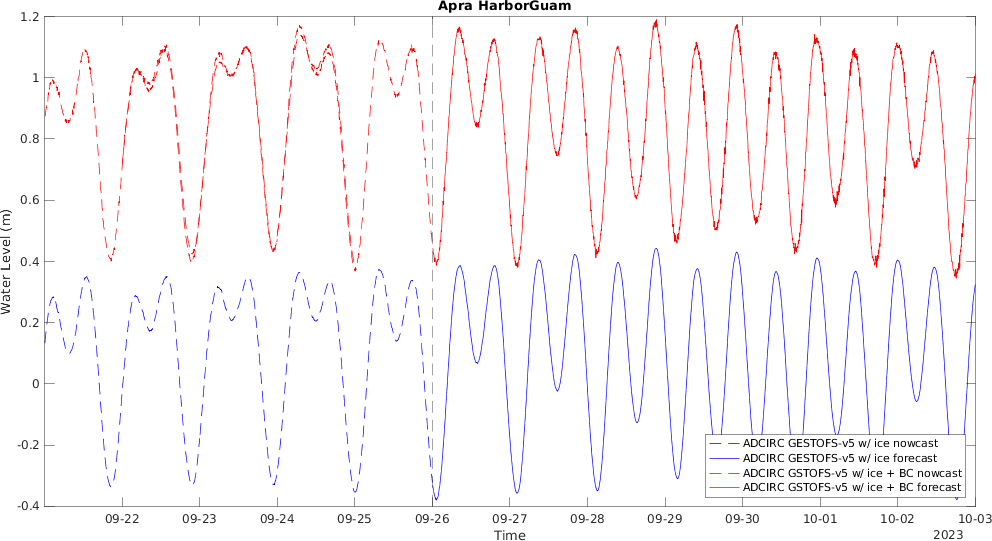 Apra HarborGuam
1.2
1
0.8
0.6
0.4
0.2
0
-0.2
-0.4
Water Level (m)
ADCIRC GESTOFS-v5 w/ ice nowcast
ADCIRC GESTOFS-v5 w/ ice forecast
ADCIRC GSTOFS-v5 w/ ice + BC nowcast
ADCIRC GSTOFS-v5 w/ ice + BC forecast
09-22 09-23 09-24 09-25 09-26 09-27 09-28 09-29 09-30 10-01 10-02 10-03
Time
2023